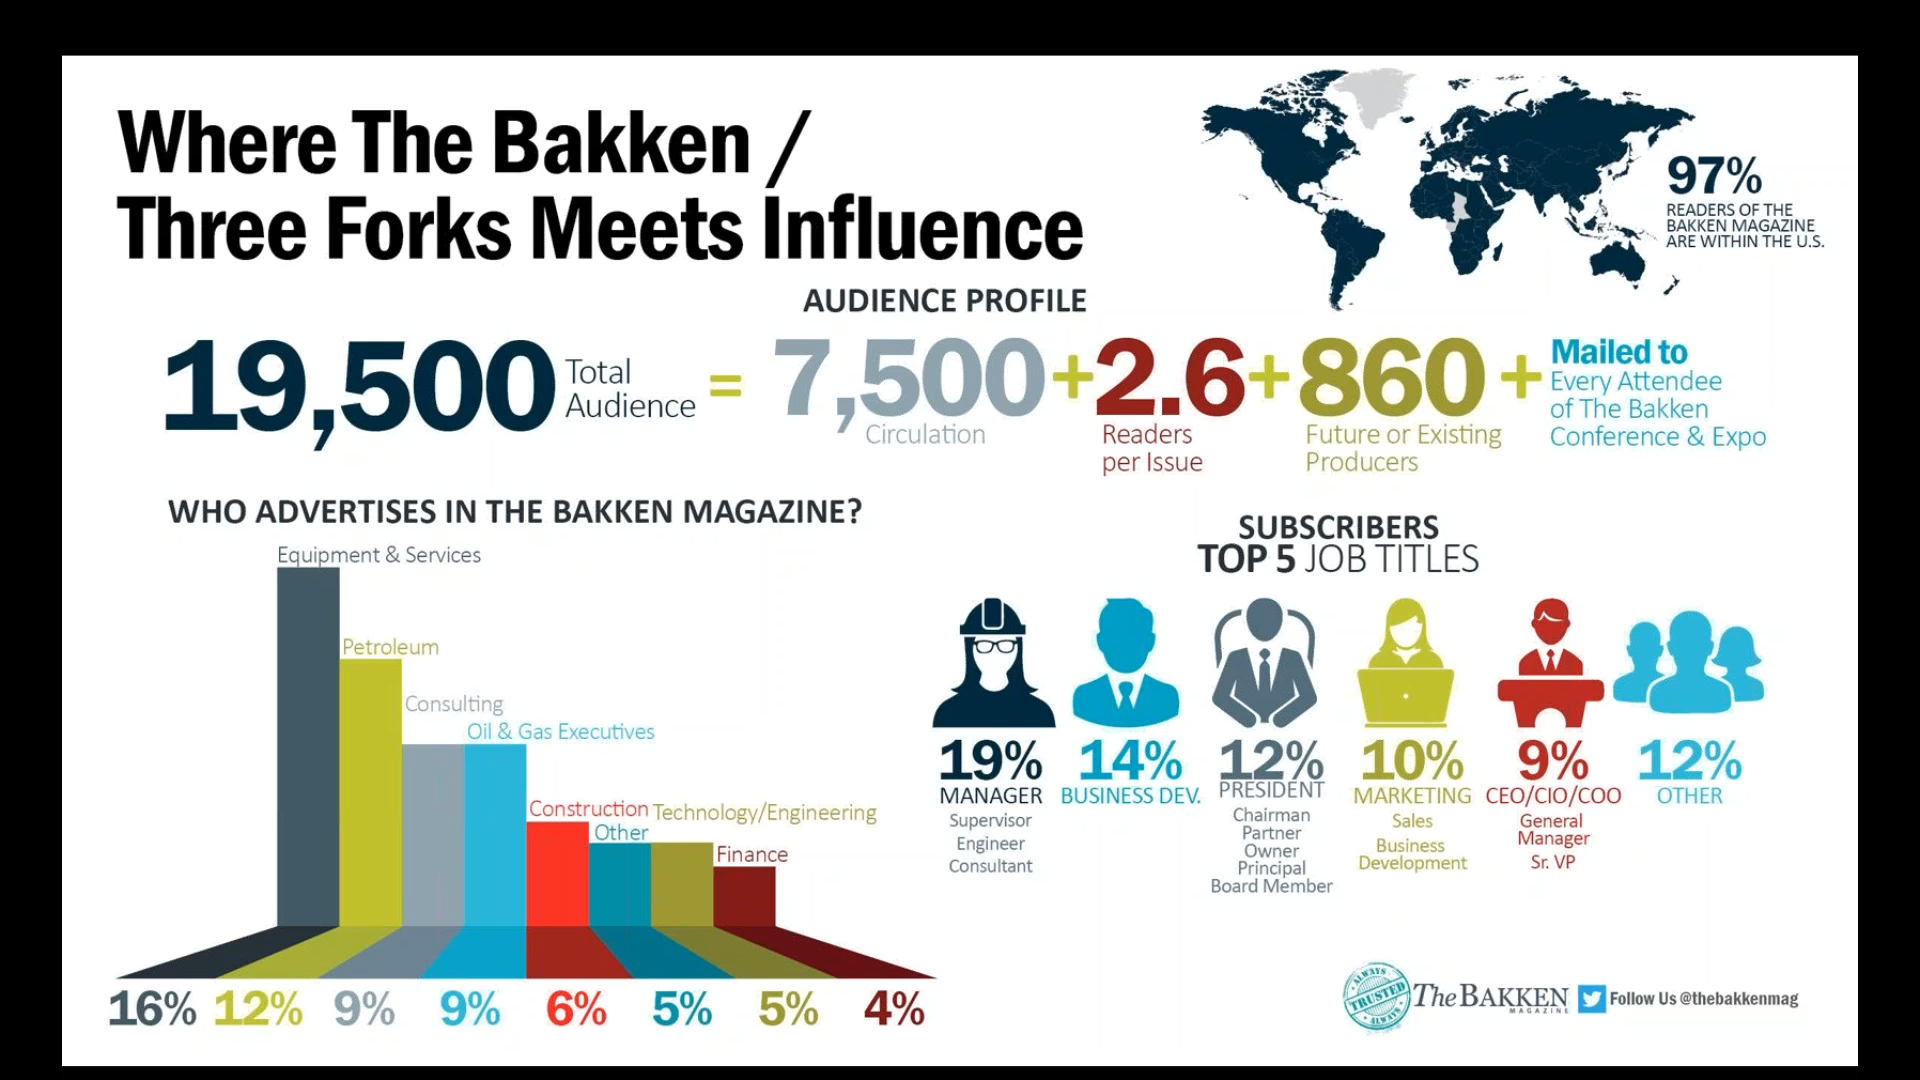 Where The Bakken /
Three Forks Meets Influence
97%
READERS OF THE
BAKKEN MAGAZINE
ARE WITHIN THE U.S.
AUDIENCE PROFILE
19,500 Total
Audience
=
7,500
Circulation
+
2.6
Readers
per Issue
+
860
Future or Existing
Producers
+
Mailed to
Every Attendee
of The Bakken
Conference & Expo
WHO ADVERTISES IN THE BAKKEN MAGAZINE?
Equipment & Services
Petroleum
Consulting
Oil & Gas Executives
Construction
Technology/Engineering
Other
Finance
16% 12% 9% 9% 6% 5% 5% 4%
SUBSCRIBERS
TOP 5 JOB TITLES
19%
MANAGER
Supervisor
Engineer
Consultant
14%
BUSINESS DEV.
12%
PRESIDENT
Chairman
Partner
Owner
Principal
Board Member
10%
MARKETING
Sales
Business
Development
9%
CEO/CIO/COO
General
Manager
Sr. VP
12%
OTHER
ALWAYS
TRUSTED
ALWAYS
The BAKKEN
MAGAZINE
Follow Us @thebakkenmag